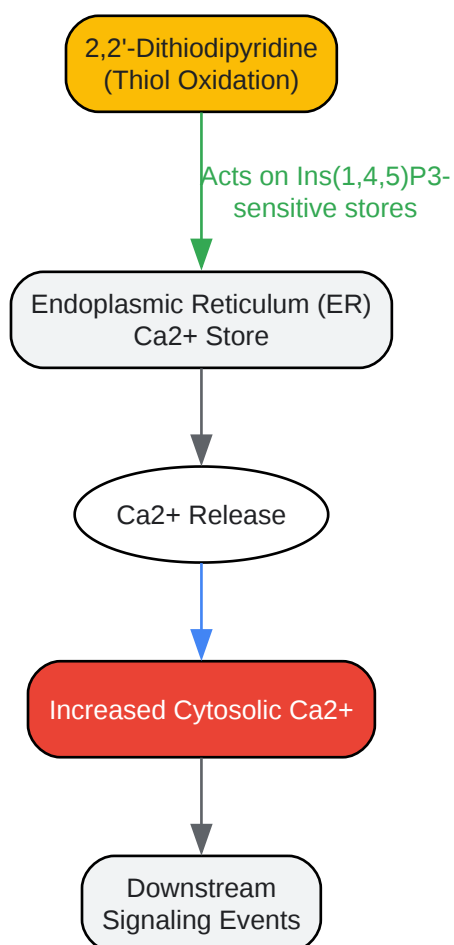 2,2'-Dithiodipyridine
(Thiol Oxidation)
Acts on Ins(1,4,5)P3-
sensitive stores
Endoplasmic Reticulum (ER)
Ca2+ Store
Ca2+ Release
Increased Cytosolic Ca2+
Downstream
Signaling Events